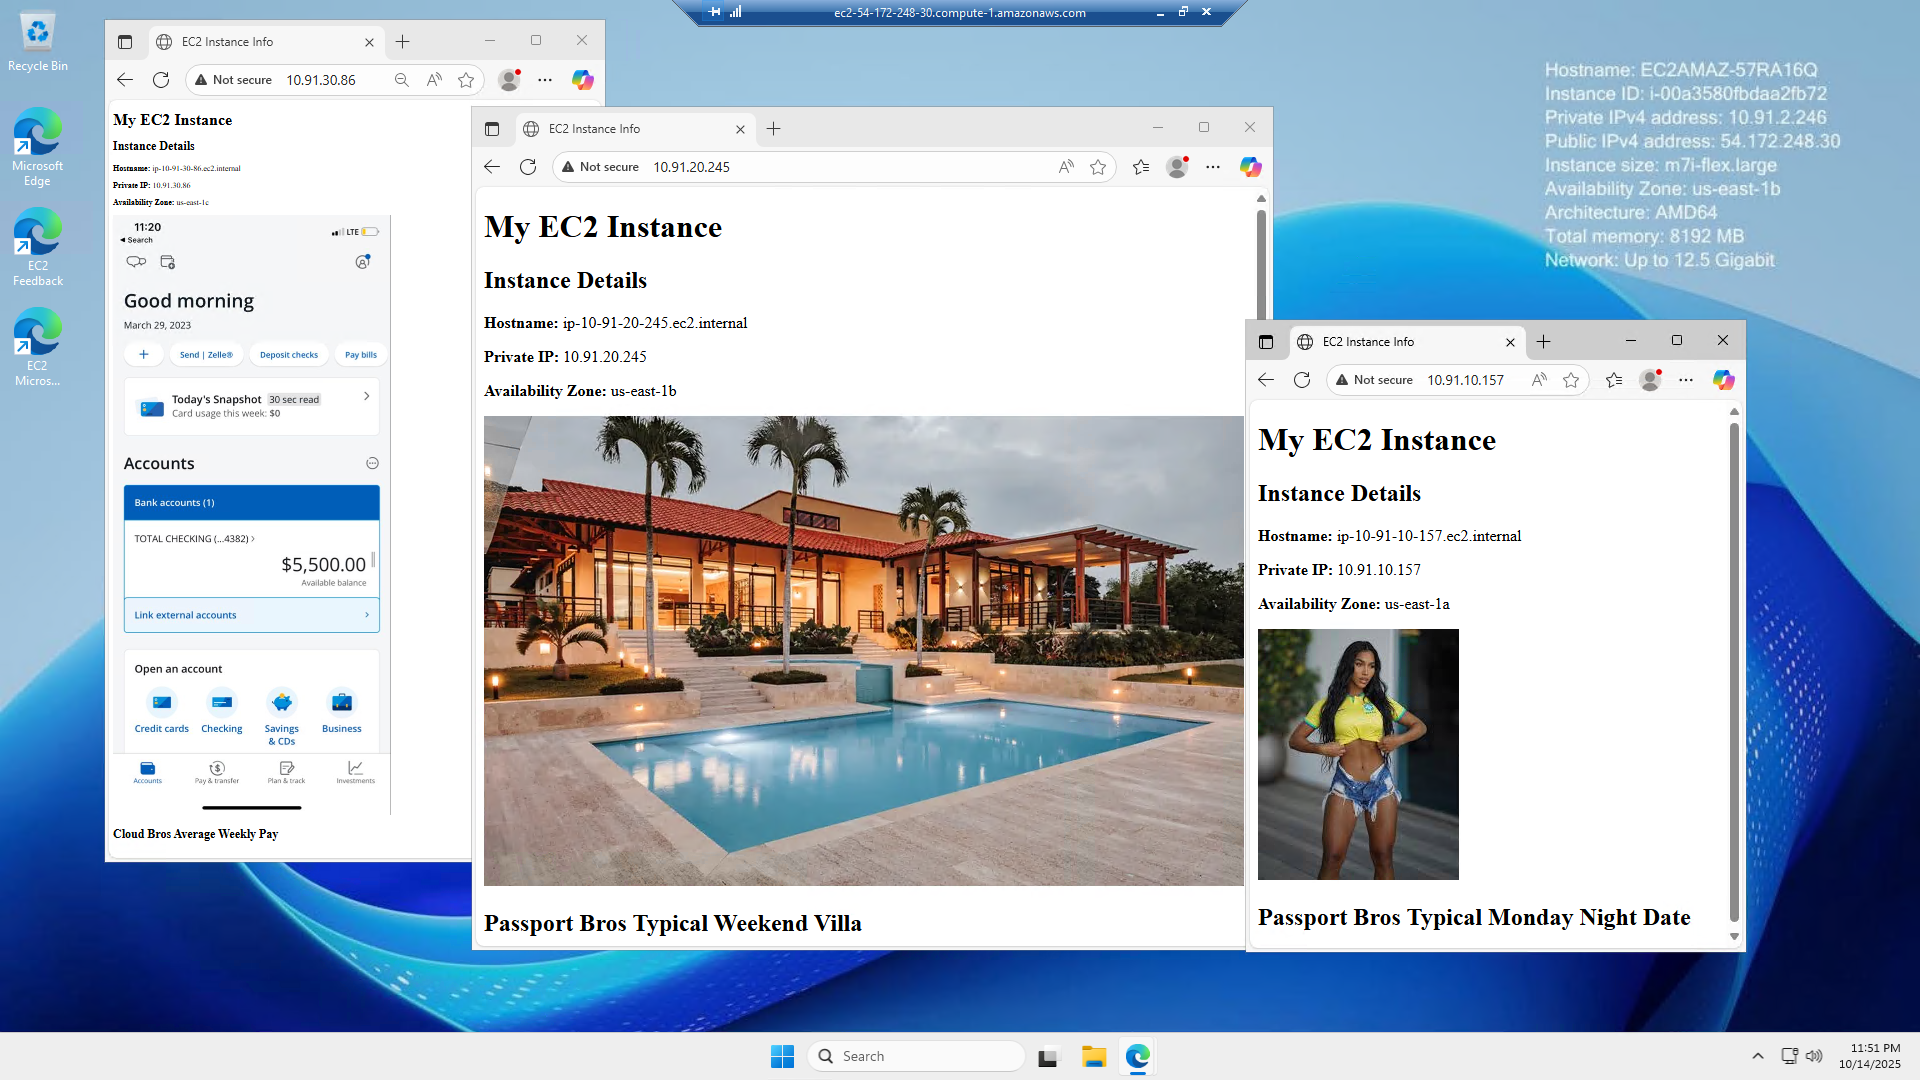 ec2-54-172-248-30.compute-1.amazonaws.com
Recycle Bin
Microsoft
Edge
EC2
Feedback
EC2
Micros...
Hostname: EC2AMAZ-57RA16Q
Instance ID: i-00a3580fbdaa2fb72
Private IPv4 address: 10.91.2.246
Public IPv4 address: 54.172.248.30
Instance size: m7i-flex.large
Availability Zone: us-east-1b
Architecture: AMD64
Total memory: 8192 MB
Network: Up to 12.5 Gigabit
EC2 Instance Info
Not secure 10.91.30.86
My EC2 Instance
Instance Details
Hostname: ip-10-91-30-86.ec2.internal
Private IP: 10.91.30.86
Availability Zone: us-east-1c
11:20
LTE
Search
Good morning
March 29, 2023
Send | Zelle®
Deposit checks
Pay bills
Today's Snapshot 30 sec read
Card usage this week: $0
Accounts
Bank accounts (1)
TOTAL CHECKING (...4382)
$5,500.00
Available balance
Link external accounts
Open an account
Credit cards
Checking
Savings
& CDs
Business
Accounts
Pay & transfer
Plan & track
Investments
Cloud Bros Average Weekly Pay
EC2 Instance Info
Not secure 10.91.20.245
My EC2 Instance
Instance Details
Hostname: ip-10-91-20-245.ec2.internal
Private IP: 10.91.20.245
Availability Zone: us-east-1b
Passport Bros Typical Weekend Villa
EC2 Instance Info
Not secure 10.91.10.157
My EC2 Instance
Instance Details
Hostname: ip-10-91-10-157.ec2.internal
Private IP: 10.91.10.157
Availability Zone: us-east-1a
Passport Bros Typical Monday Night Date
Search
11:51 PM
10/14/2025